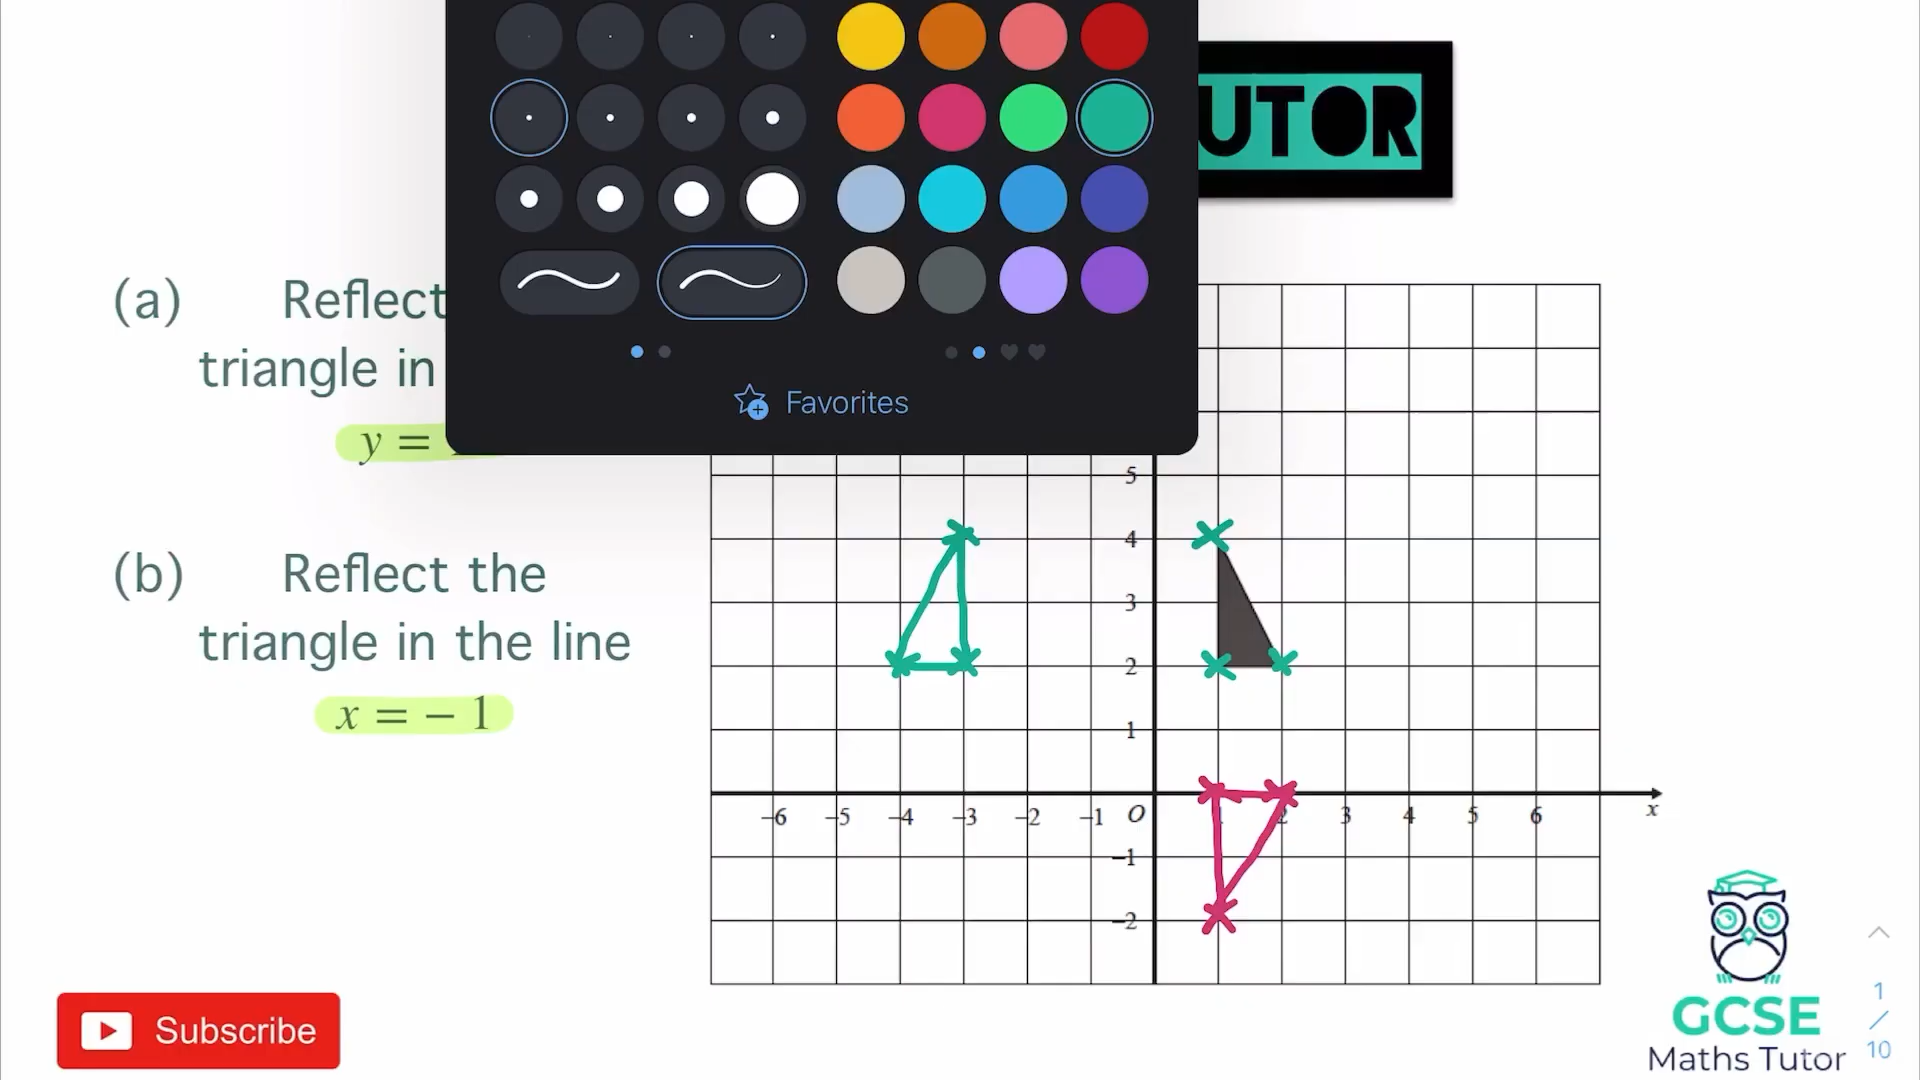 UTOR
(a) Reflect
triangle in
y =
Favorites
(b) Reflect the
triangle in the line
x = − 1
5
4
3
2
1
−6 −5 −4 −3 −2 −1 O 2 3 4 5 6 x
−1
−2
Subscribe
GCSE
Maths Tutor
1
/
10